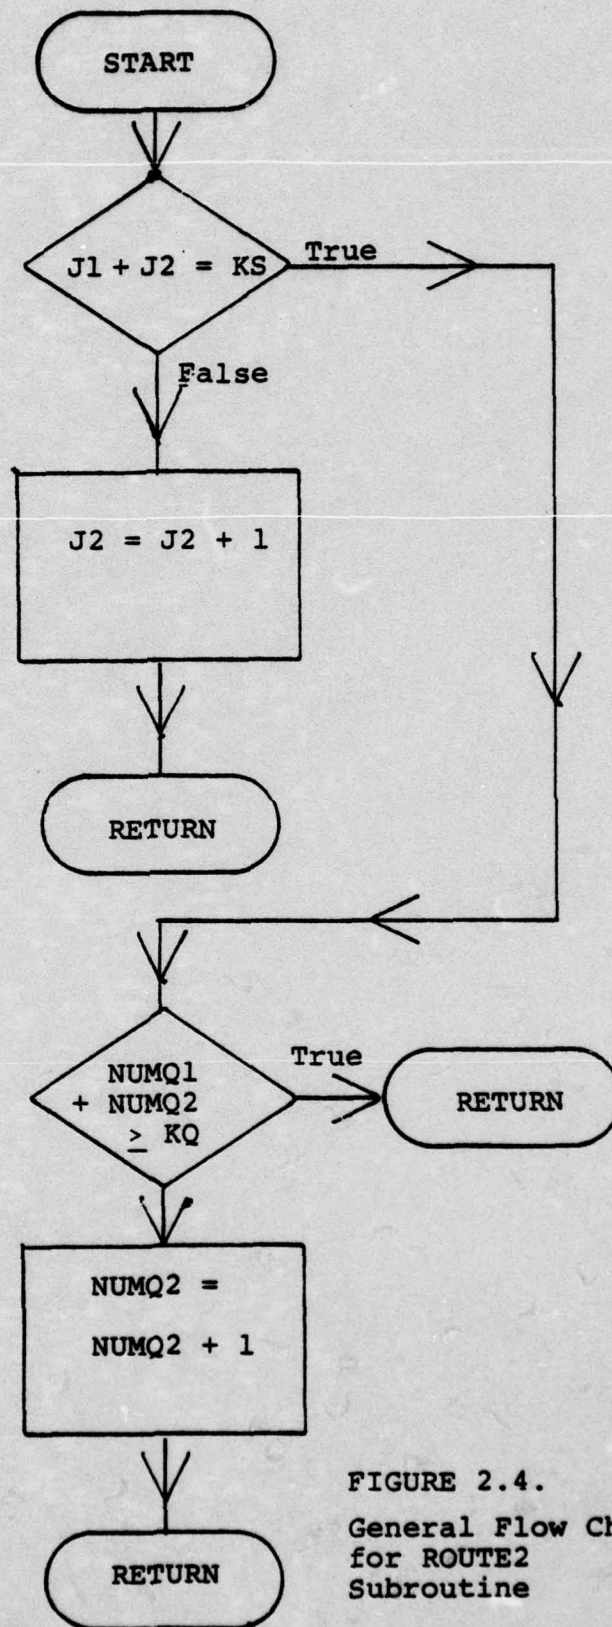 START
J1 + J2 = KS
True
False
J2 = J2 + 1
RETURN
NUMQ1
+ NUMQ2
≥ KQ
True
RETURN
NUMQ2 =
NUMQ2 + 1
RETURN
FIGURE 2.4.
General Flow
for ROUTE2
Subroutine